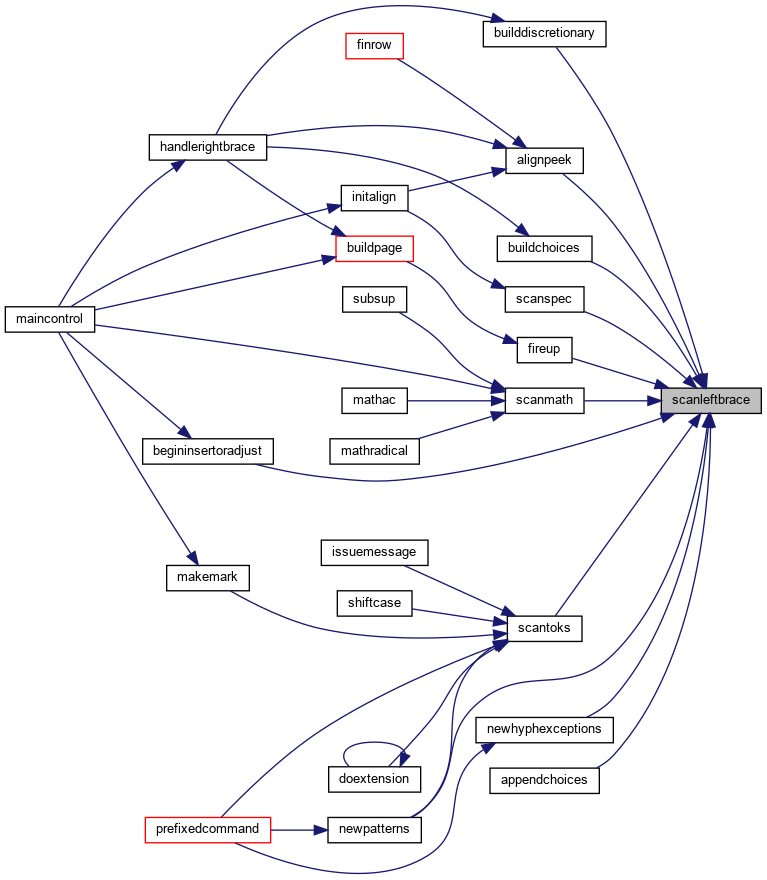 builddiscretionary
finrow
handlerightbrace
alignpeek
initalign
buildpage
buildchoices
subsup
scanspec
maincontrol
fireup
mathac
scanmath
scanleftbrace
mathradical
begininsertoradjust
issuemessage
makemark
shiftcase
scantoks
newhyphexceptions
doextension
appendchoices
prefixedcommand
newpatterns